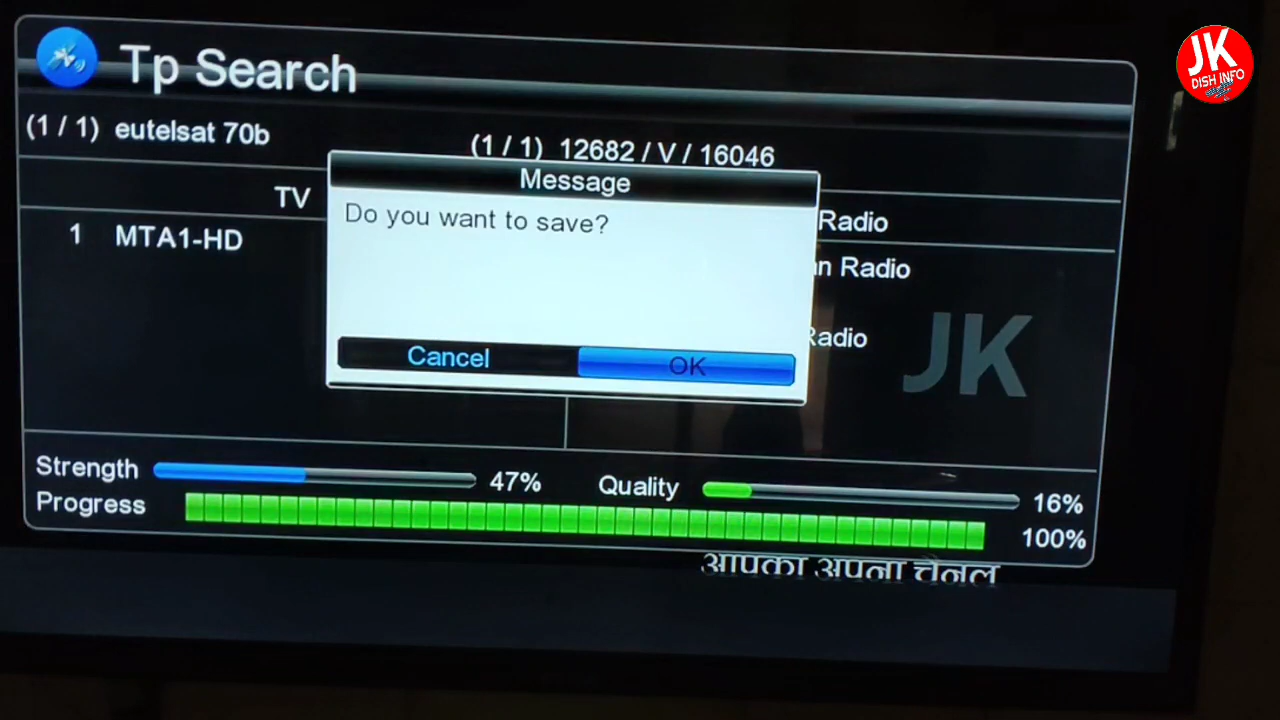 JK
DISH INFO
Tp Search
(1 / 1) eutelsat 70b
(1 / 1) 12682 / V / 16046
Message
TV
Radio
Do you want to save?
1 MTA1-HD
Radio
Radio
JK
Cancel
OK
Strength
47%
Quality
16%
Progress
100%
आपका अपना चैनल